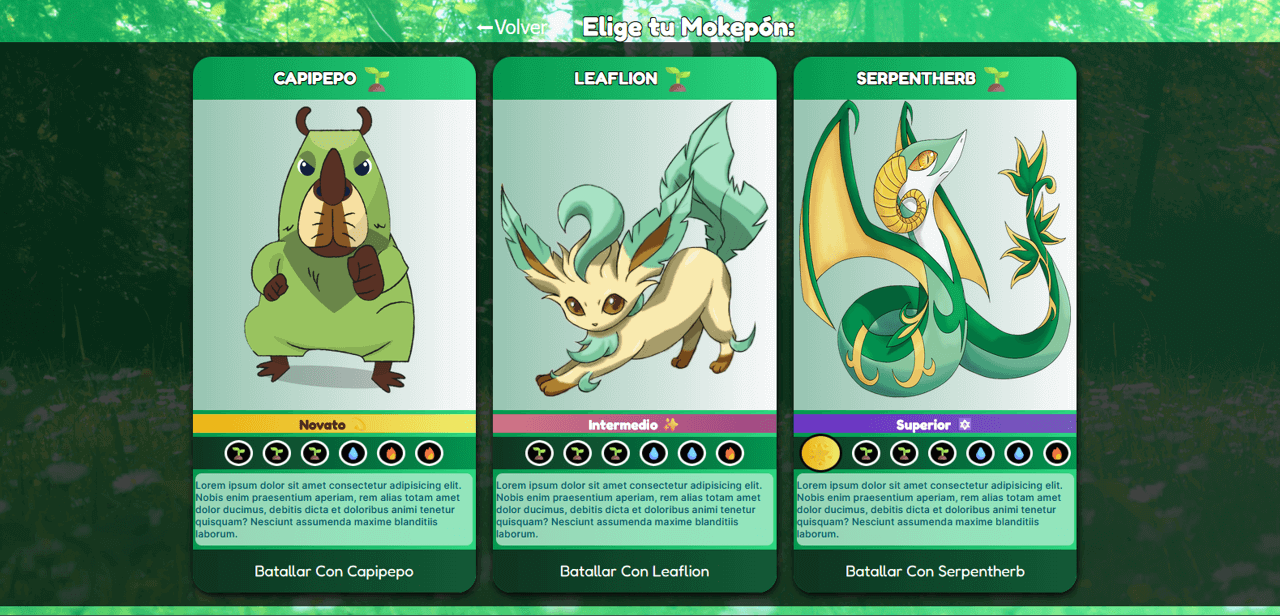 Volver
Elige tu Mokepón:
CAPIPEPO
Novato
Lorem ipsum dolor sit amet consectetur adipisicing elit.
Nobis enim praesentium aperiam, rem alias totam amet
dolor ducimus, debitis dicta et doloribus animi tenetur
quisquam? Nesciunt assumenda maxime blanditiis
laborum.
Batallar Con Capipepo
LEAFLION
Intermedio
Lorem ipsum dolor sit amet consectetur adipisicing elit.
Nobis enim praesentium aperiam, rem alias totam amet
dolor ducimus, debitis dicta et doloribus animi tenetur
quisquam? Nesciunt assumenda maxime blanditiis
laborum.
Batallar Con Leaflion
SERPENTHERB
Superior
Lorem ipsum dolor sit amet consectetur adipisicing elit.
Nobis enim praesentium aperiam, rem alias totam amet
dolor ducimus, debitis dicta et doloribus animi tenetur
quisquam? Nesciunt assumenda maxime blanditiis
laborum.
Batallar Con Serpentherb